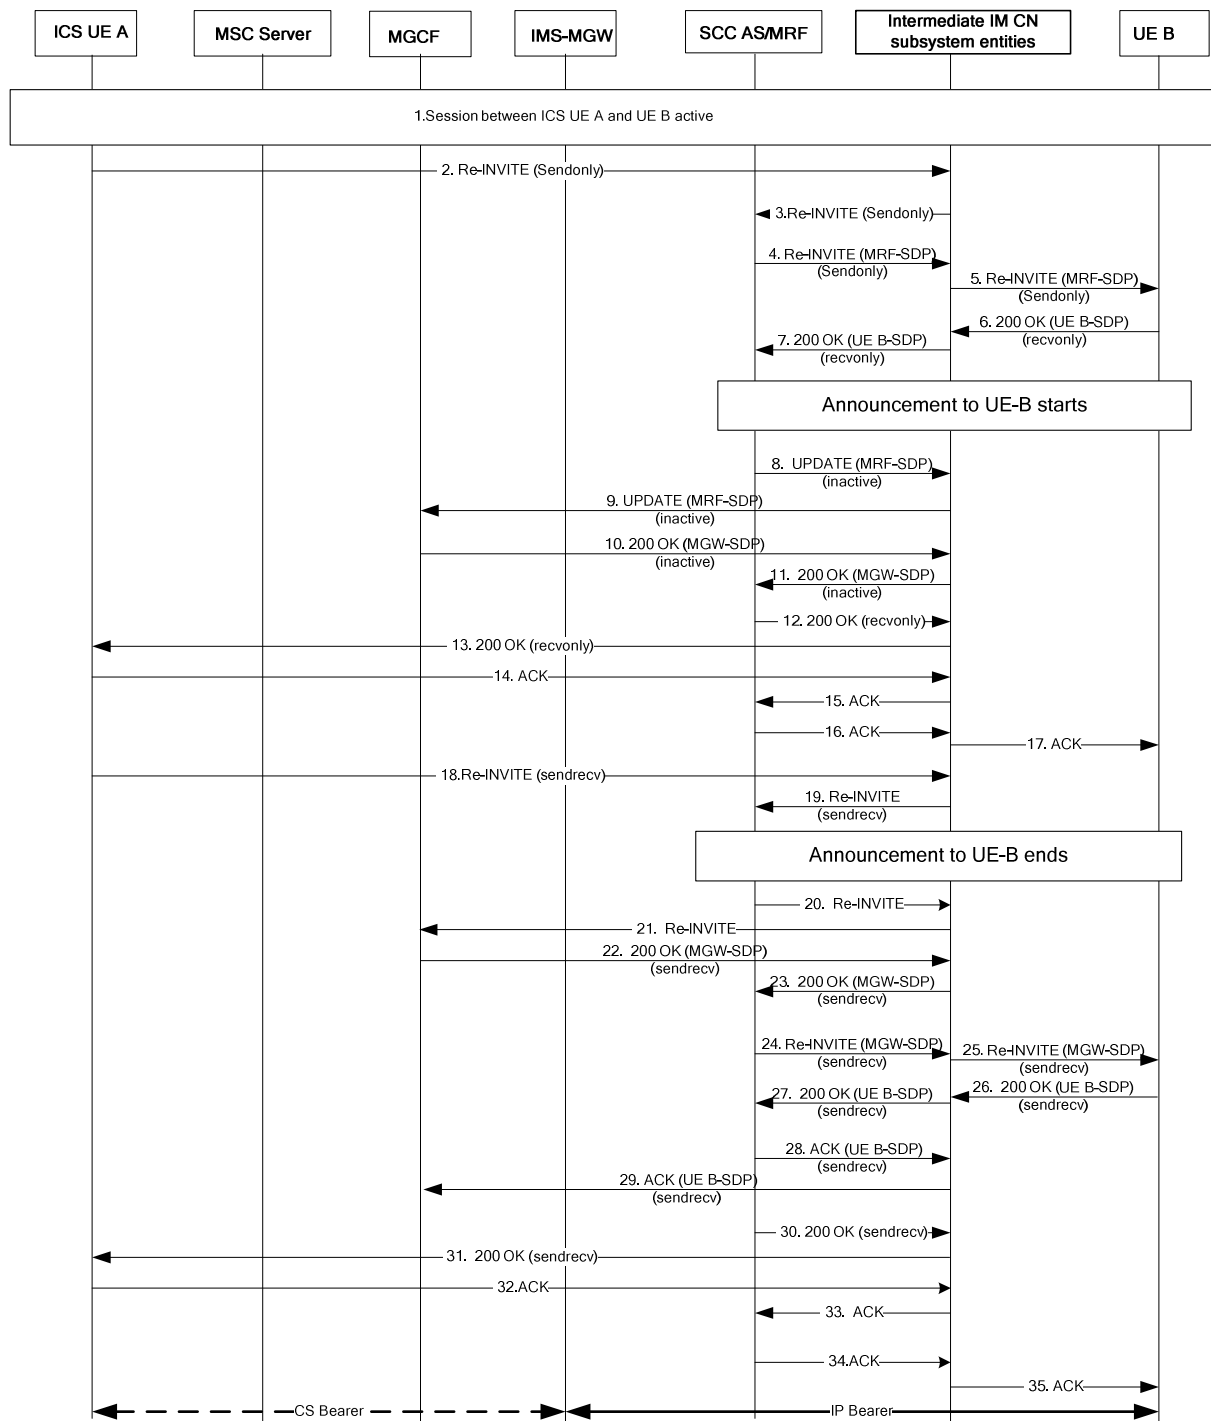 ICS UE A
MSC Server
MGCF
IMS-MGW
SCC AS/MRF
Intermediate IM CN
subsystem entities
UE B
1.Session between ICS UE A and UE B active
2. Re-INVITE (Sendonly)
3.Re-INVITE (Sendonly)
4. Re-INVITE (MRF-SDP)
(Sendonly)
5. Re-INVITE (MRF-SDP)
(Sendonly)
6. 200 OK (UE B-SDP)
(recvonly)
7. 200 OK (UE B-SDP)
(recvonly)
Announcement to UE-B starts
8. UPDATE (MRF-SDP)
(inactive)
9. UPDATE (MRF-SDP)
(inactive)
10. 200 OK (MGW-SDP)
(inactive)
11. 200 OK (MGW-SDP)
(inactive)
12. 200 OK (recvonly)
13. 200 OK (recvonly)
14. ACK
15. ACK
16. ACK
17. ACK
18.Re-INVITE (sendrecv)
19. Re-INVITE
(sendrecv)
Announcement to UE-B ends
20. Re-INVITE
21. Re-INVITE
22. 200 OK (MGW-SDP)
(sendrecv)
23. 200 OK (MGW-SDP)
(sendrecv)
24. Re-INVITE (MGW-SDP)
(sendrecv)
25. Re-INVITE (MGW-SDP)
(sendrecv)
26. 200 OK (UE B-SDP)
(sendrecv)
27. 200 OK (UE B-SDP)
(sendrecv)
28. ACK (UE B-SDP)
(sendrecv)
29. ACK (UE B-SDP)
(sendrecv)
30. 200 OK (sendrecv)
31. 200 OK (sendrecv)
32.ACK
33. ACK
34.ACK
35. ACK
CS Bearer
IP Bearer